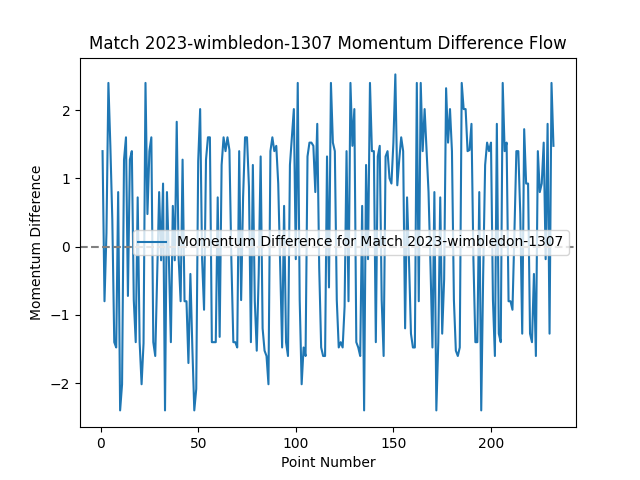 Match 2023-wimbledon-1307 Momentum Difference Flow
Momentum Difference
2
1
0
−1
−2
Momentum Difference for Match 2023-wimbledon-1307
0
50
100
150
200
Point Number